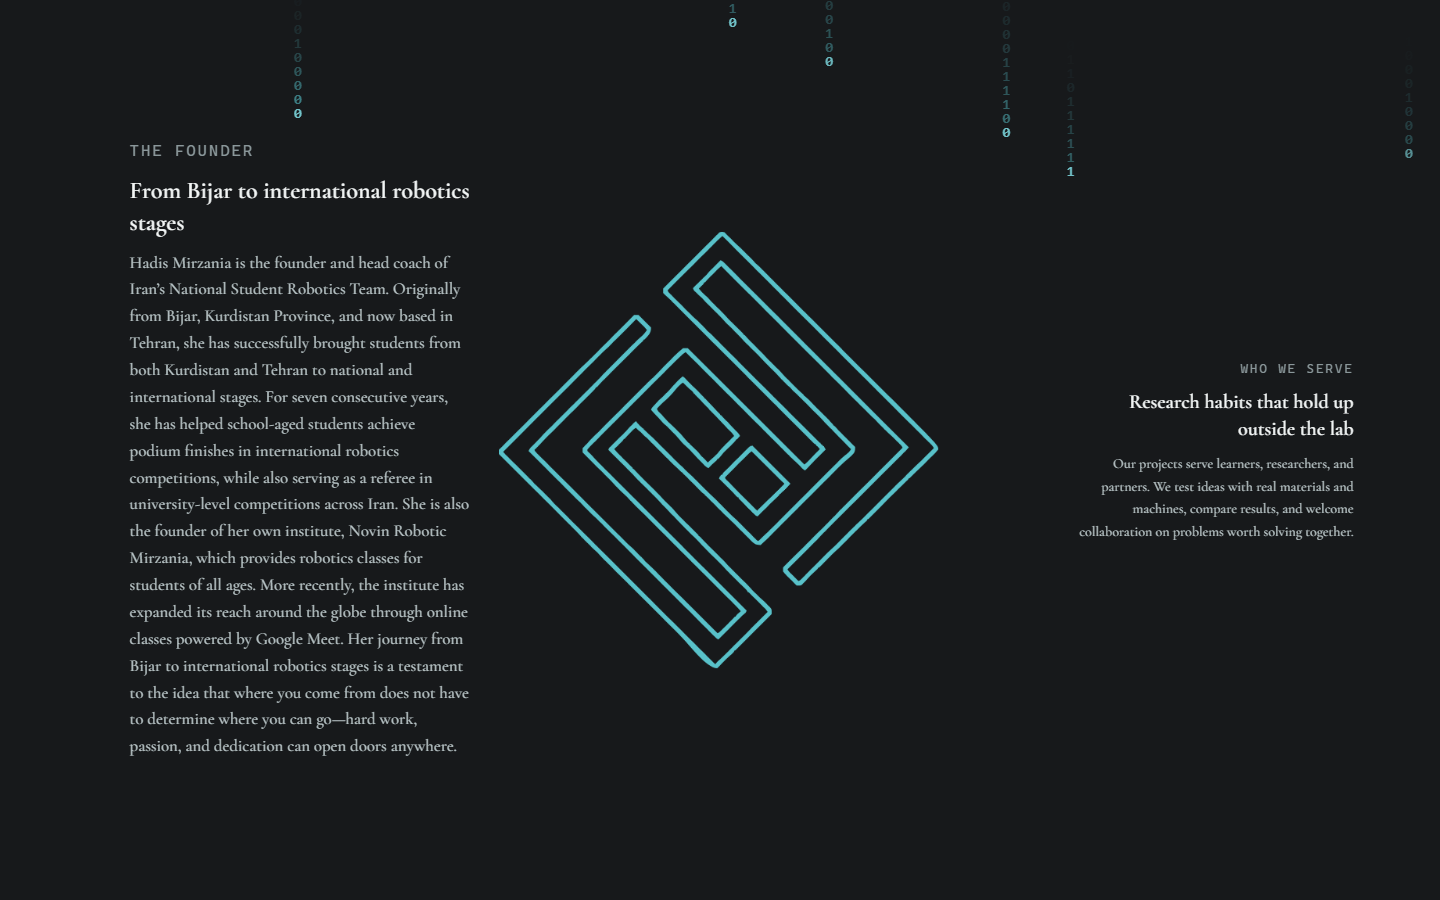 THE FOUNDER
From Bijar to international robotics
stages
Hadis Mirzania is the founder and head coach of
Iran’s National Student Robotics Team. Originally
from Bijar, Kurdistan Province, and now based in
Tehran, she has successfully brought students from
both Kurdistan and Tehran to national and
international stages. For seven consecutive years,
she has helped school-aged students achieve
podium finishes in international robotics
competitions, while also serving as a referee in
university-level competitions across Iran. She is also
the founder of her own institute, Novin Robotic
Mirzania, which provides robotics classes for
students of all ages. More recently, the institute has
expanded its reach around the globe through online
classes powered by Google Meet. Her journey from
Bijar to international robotics stages is a testament
to the idea that where you come from does not have
to determine where you can go—hard work,
passion, and dedication can open doors anywhere.
WHO WE SERVE
Research habits that hold up
outside the lab
Our projects serve learners, researchers, and
partners. We test ideas with real materials and
machines, compare results, and welcome
collaboration on problems worth solving together.